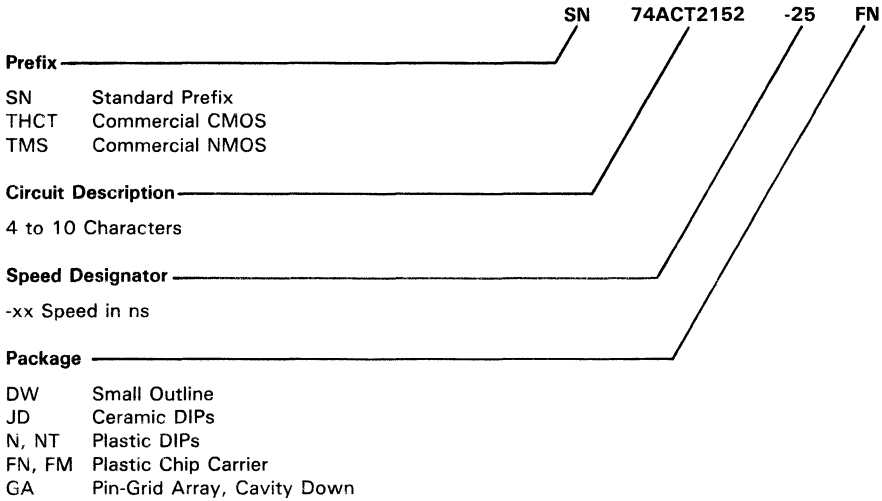 SN 74ACT2152 -25 FN
Prefix
SN Standard Prefix
THCT Commercial CMOS
TMS Commercial NMOS
Circuit Description
4 to 10 Characters
Speed Designator
-xx Speed in ns
Package
DW Small Outline
JD Ceramic DIPs
N, NT Plastic DIPs
FN, FM Plastic Chip Carrier
GA Pin-Grid Array, Cavity Down